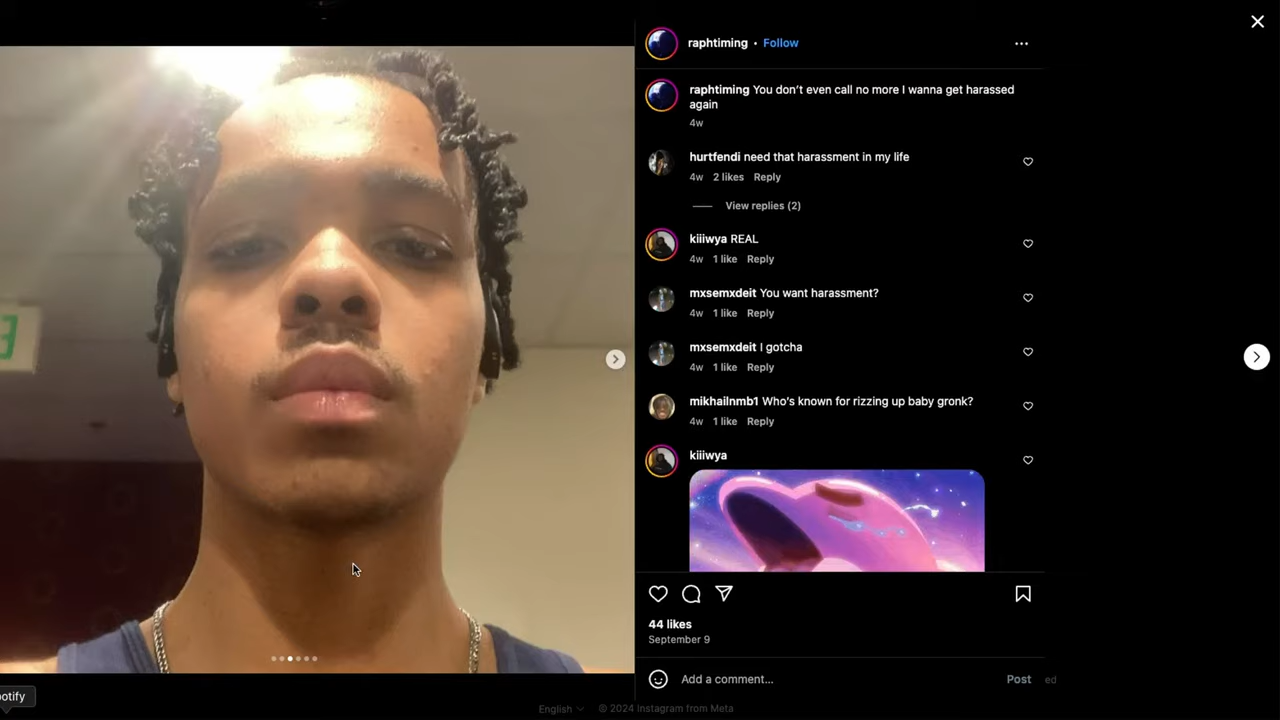 raphtiming • Follow
raphtiming You don't even call no more I wanna get harassed
again
4w
hurtfendi need that harassment in my life
4w 2 likes Reply
View replies (2)
kiiiwya REAL
4w 1 like Reply
mxsemxdeit You want harassment?
4w 1 like Reply
mxsemxdeit I gotcha
4w 1 like Reply
mikhailnmb1 Who's known for rizzing up baby gronk?
4w 1 like Reply
kiiiwya
44 likes
September 9
Add a comment... Post
ed
otify
English © 2024 Instagram from Meta